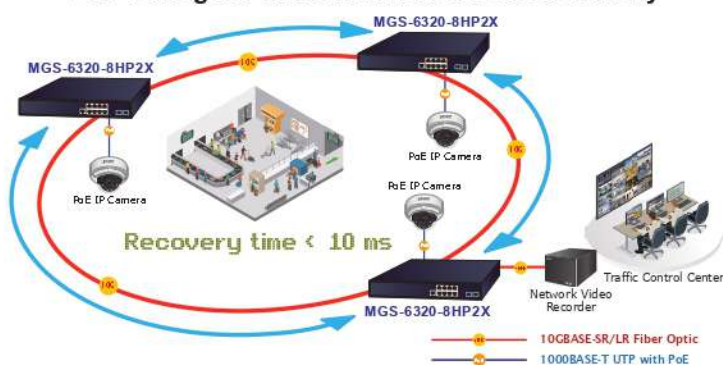 MGS-6320-8HP2X
MGS-6320-8HP2X
10G
PoE IP Camera
10G
PoE IP Camera
PoE IP Camera
Recovery time < 10 ms
10G
MGS-6320-8HP2X
Network Video
Recorder
Traffic Control Center
10GBASE-SR/LR Fiber Optic
1000BASE-T UTP with PoE